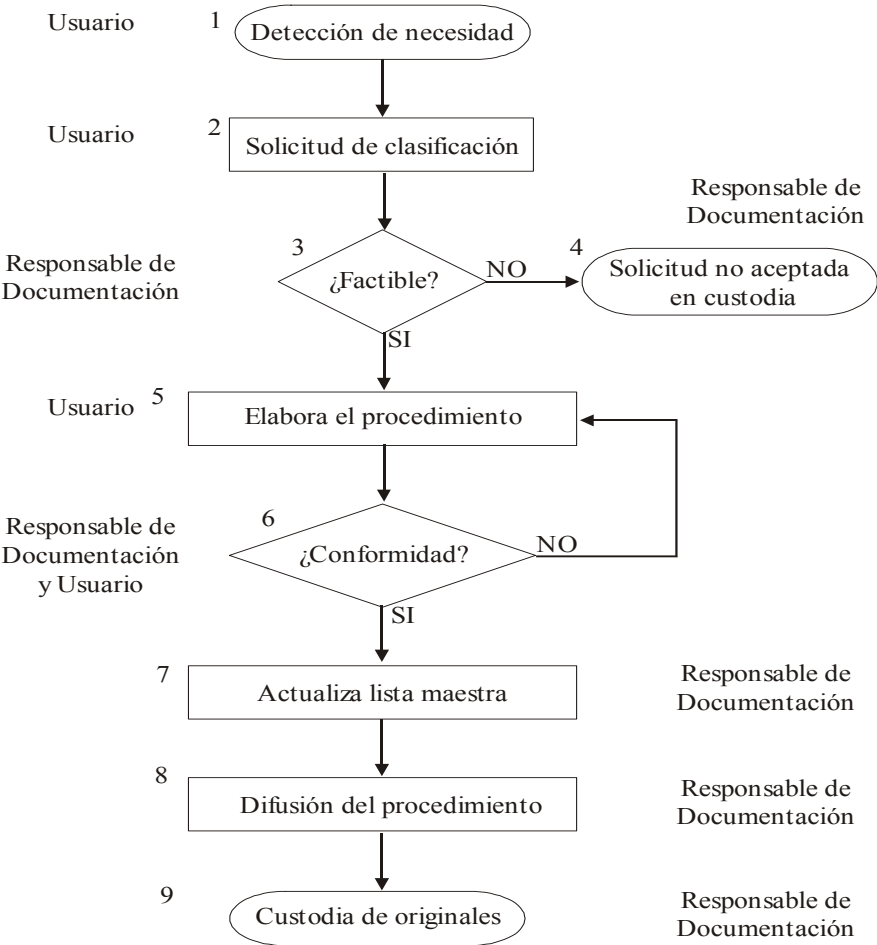 Usuario
1
Detección de necesidad
Usuario
2
Solicitud de clasificación
Responsable de
Documentación
3
Responsable de
Documentación
¿Factible?
NO
4
Solicitud no aceptada
en custodia
SI
Usuario
5
Elabora el procedimiento
Responsable de
Documentación
y Usuario
6
¿Conformidad?
NO
SI
7
Actualiza lista maestra
Responsable de
Documentación
8
Difusión del procedimiento
Responsable de
Documentación
9
Custodia de originales
Responsable de
Documentación